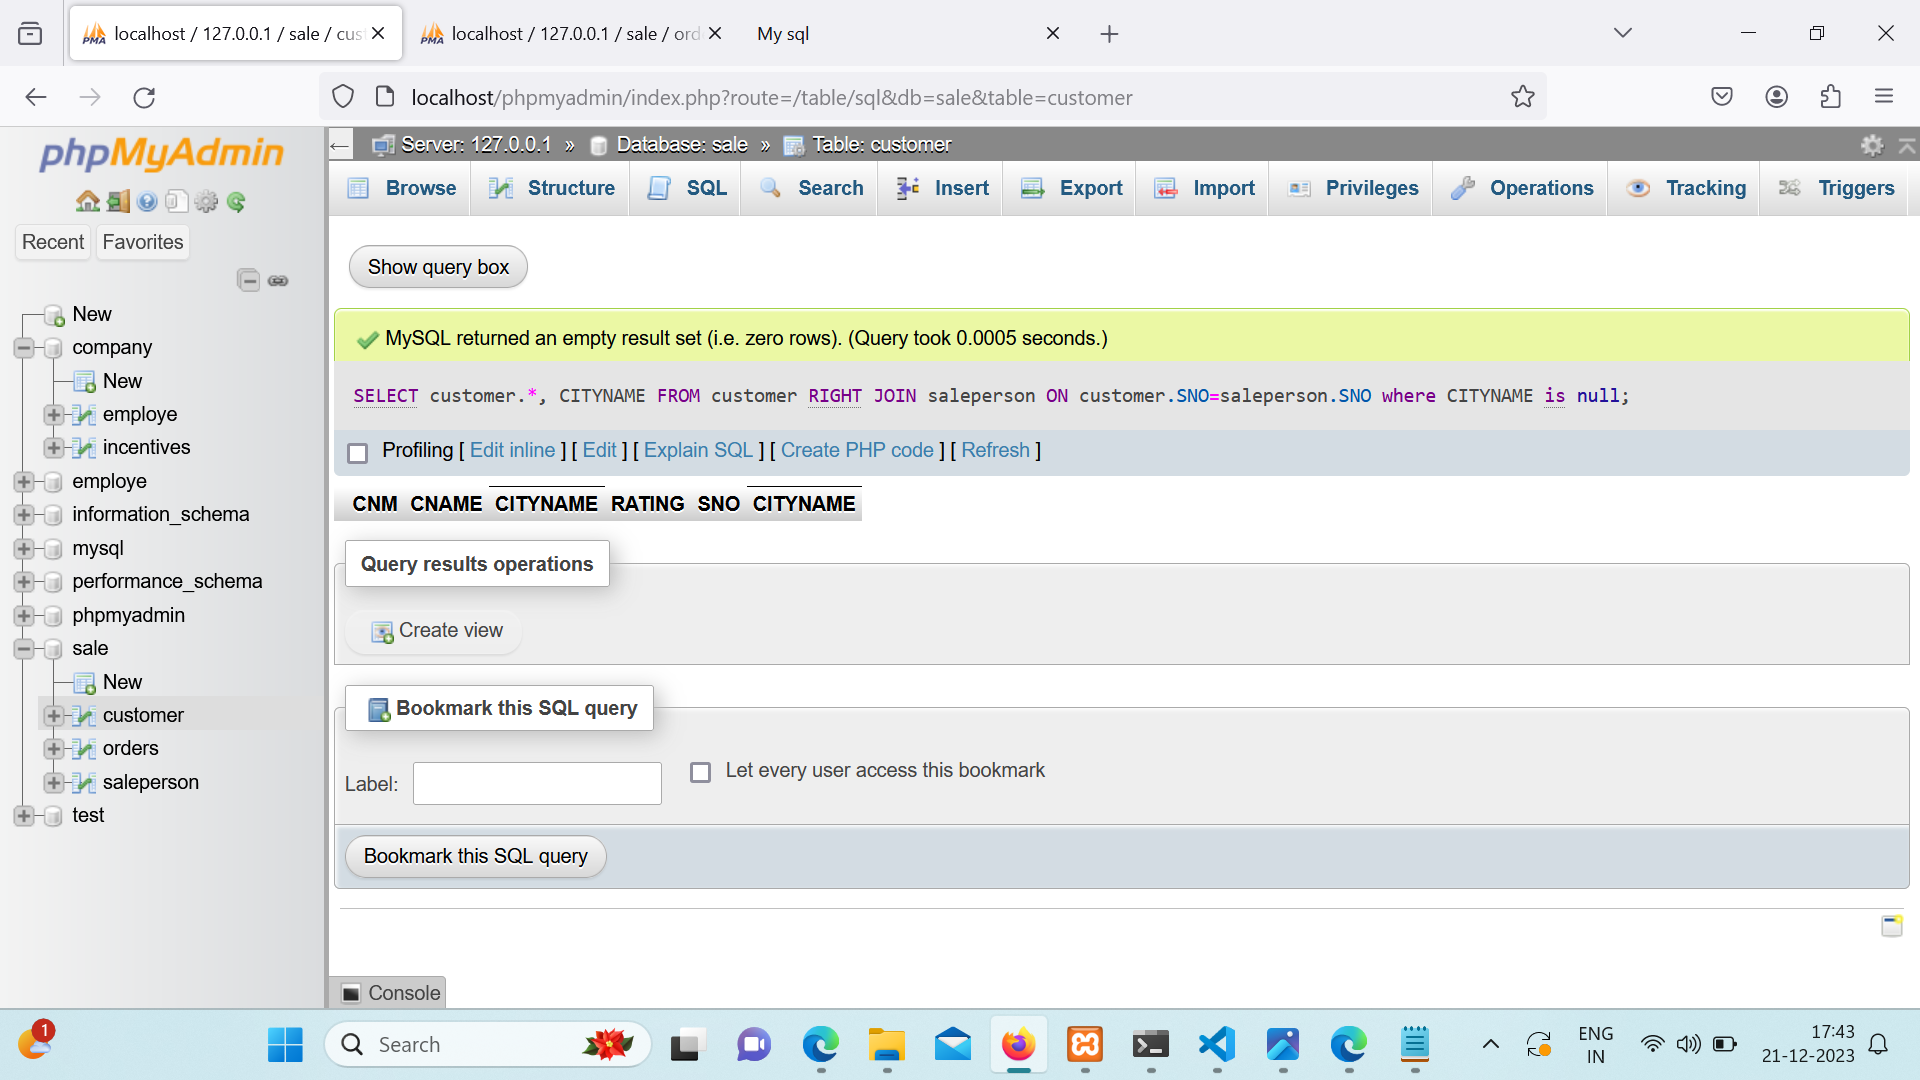 localhost / 127.0.0.1 / sale / cus
localhost / 127.0.0.1 / sale / ord
My sql
localhost/phpmyadmin/index.php?route=/table/sql&db=sale&table=customer
phpMyAdmin
Recent
Favorites
New
company
New
employe
incentives
employe
information_schema
mysql
performance_schema
phpmyadmin
sale
New
customer
orders
saleperson
test
Server: 127.0.0.1 » Database: sale » Table: customer
Browse Structure SQL Search Insert Export Import Privileges Operations Tracking Triggers
Show query box
MySQL returned an empty result set (i.e. zero rows). (Query took 0.0005 seconds.)
SELECT customer.*, CITYNAME FROM customer RIGHT JOIN saleperson ON customer.SNO=saleperson.SNO where CITYNAME is null;
Profiling [ Edit inline ] [ Edit ] [ Explain SQL ] [ Create PHP code ] [ Refresh ]
CNM CNAME CITYNAME RATING SNO CITYNAME
Query results operations
Create view
Bookmark this SQL query
Label:
Let every user access this bookmark
Bookmark this SQL query
Console
1
Search
ENG
IN
17:43
21-12-2023